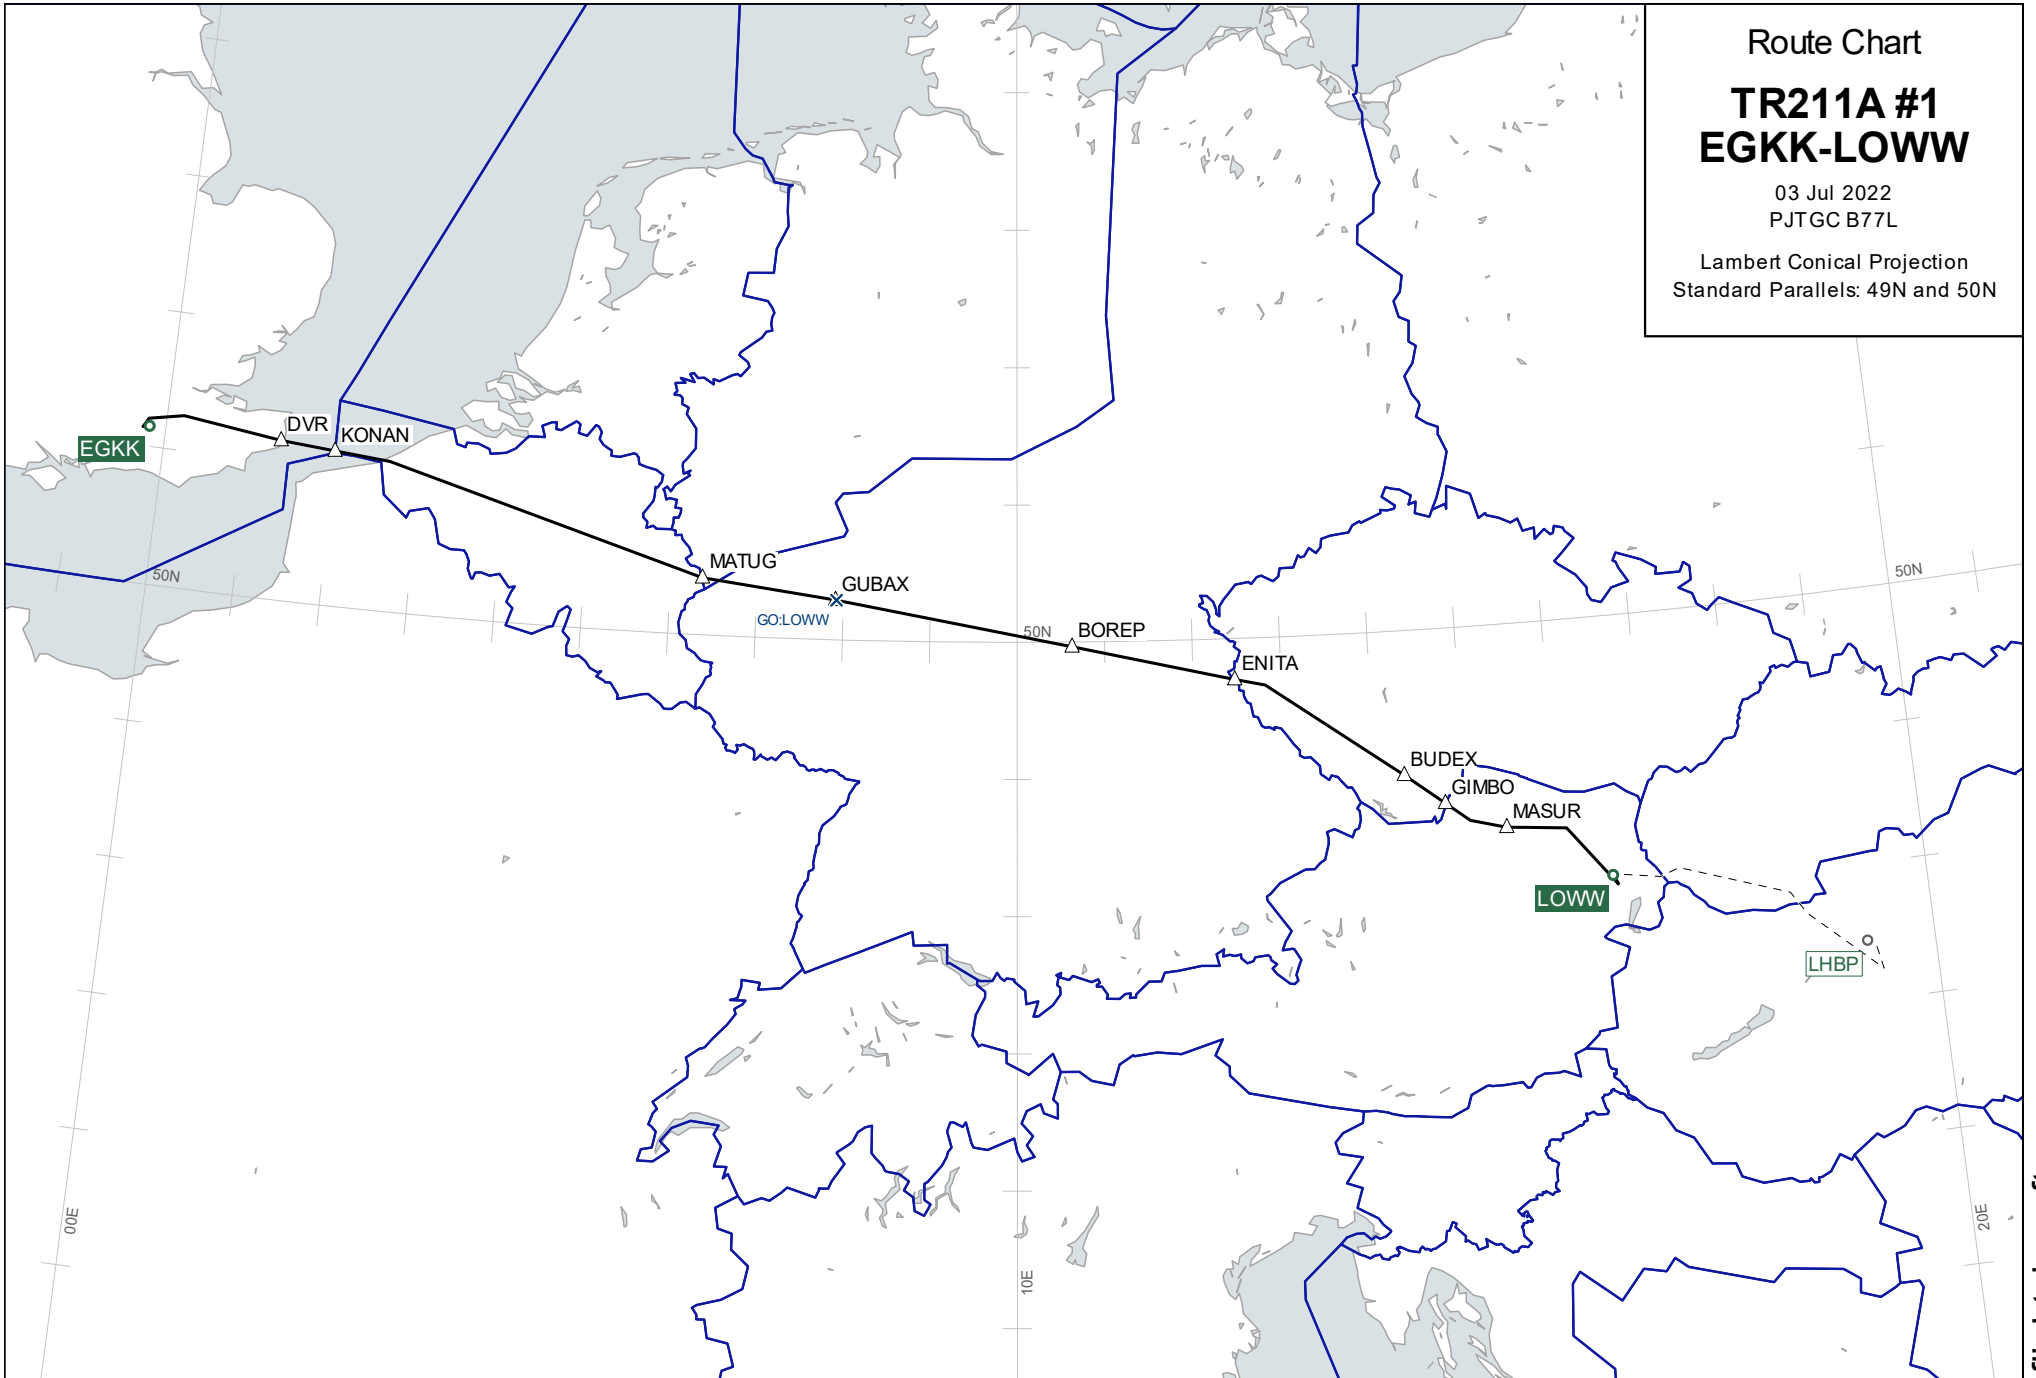 Route Chart
TR211A #1
EGKK-LOWW
03 Jul 2022
PJTGC B77L
Lambert Conical Projection
Standard Parallels: 49N and 50N
DVR
KONAN
EGKK
MATUG
50N
50N
GUBAX
GO:LOWW
50N
BOREP
ENITA
BUDEX
GIMBO
MASUR
LOWW
LHBP
00E
10E
20E